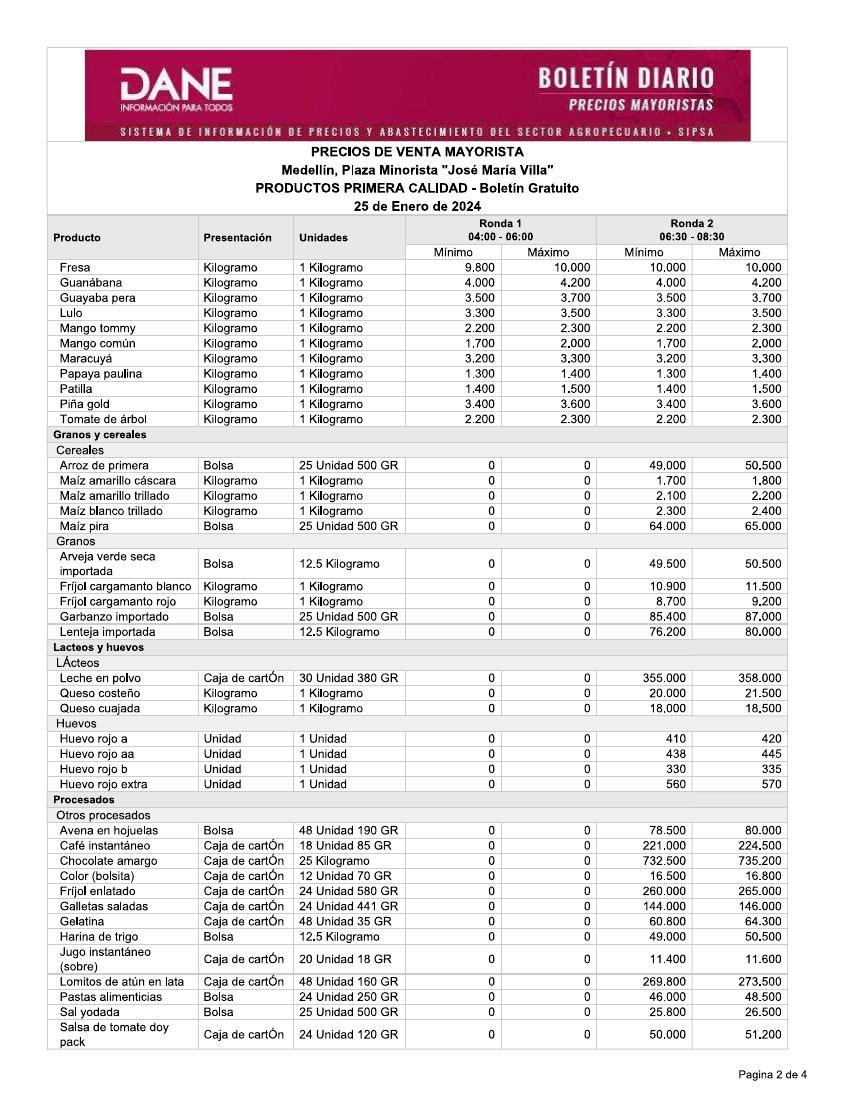 DANE
INFORMACIÓN PARA TODOS
BOLETÍN DIARIO
PRECIOS MAYORISTAS
SISTEMA DE INFORMACIÓN DE PRECIOS Y ABASTECIMIENTO DEL SECTOR AGROPECUARIO • SIPSA
PRECIOS DE VENTA MAYORISTA
Medellín, Plaza Minorista "José María Villa"
PRODUCTOS PRIMERA CALIDAD - Boletín Gratuito
25 de Enero de 2024
Producto Presentación Unidades Ronda 1 04:00 - 06:00 Ronda 2 06:30 - 08:30
Mínimo Máximo Mínimo Máximo
Fresa Kilogramo 1 Kilogramo 9.800 10.000 10.000 10.000
Guanábana Kilogramo 1 Kilogramo 4.000 4.200 4.000 4.200
Guayaba pera Kilogramo 1 Kilogramo 3.500 3.700 3.500 3.700
Lulo Kilogramo 1 Kilogramo 3.300 3.500 3.300 3.500
Mango tommy Kilogramo 1 Kilogramo 2.200 2.300 2.200 2.300
Mango común Kilogramo 1 Kilogramo 1.700 2.000 1.700 2.000
Maracuyá Kilogramo 1 Kilogramo 3.200 3.300 3.200 3.300
Papaya paulina Kilogramo 1 Kilogramo 1.300 1.400 1.300 1.400
Patilla Kilogramo 1 Kilogramo 1.400 1.500 1.400 1.500
Piña gold Kilogramo 1 Kilogramo 3.400 3.600 3.400 3.600
Tomate de árbol Kilogramo 1 Kilogramo 2.200 2.300 2.200 2.300
Granos y cereales
Cereales
Arroz de primera Bolsa 25 Unidad 500 GR 0 0 49.000 50.500
Maíz amarillo cáscara Kilogramo 1 Kilogramo 0 0 1.700 1.800
Maíz amarillo trillado Kilogramo 1 Kilogramo 0 0 2.100 2.200
Maíz blanco trillado Kilogramo 1 Kilogramo 0 0 2.300 2.400
Maíz pira Bolsa 25 Unidad 500 GR 0 0 64.000 65.000
Granos
Arveja verde seca importada Bolsa 12.5 Kilogramo 0 0 49.500 50.500
Fríjol cargamanto blanco Kilogramo 1 Kilogramo 0 0 10.900 11.500
Fríjol cargamanto rojo Kilogramo 1 Kilogramo 0 0 8.700 9.200
Garbanzo importado Bolsa 25 Unidad 500 GR 0 0 85.400 87.000
Lenteja importada Bolsa 12.5 Kilogramo 0 0 76.200 80.000
Lacteos y huevos
LÁcteos
Leche en polvo Caja de cartÓn 30 Unidad 380 GR 0 0 355.000 358.000
Queso costeño Kilogramo 1 Kilogramo 0 0 20.000 21.500
Queso cuajada Kilogramo 1 Kilogramo 0 0 18.000 18.500
Huevos
Huevo rojo a Unidad 1 Unidad 0 0 410 420
Huevo rojo aa Unidad 1 Unidad 0 0 438 445
Huevo rojo b Unidad 1 Unidad 0 0 330 335
Huevo rojo extra Unidad 1 Unidad 0 0 560 570
Procesados
Otros procesados
Avena en hojuelas Bolsa 48 Unidad 190 GR 0 0 78.500 80.000
Café instantáneo Caja de cartÓn 18 Unidad 85 GR 0 0 221.000 224.500
Chocolate amargo Caja de cartÓn 25 Kilogramo 0 0 732.500 735.200
Color (bolsita) Caja de cartÓn 12 Unidad 70 GR 0 0 16.500 16.800
Fríjol enlatado Caja de cartÓn 24 Unidad 580 GR 0 0 260.000 265.000
Galletas saladas Caja de cartÓn 24 Unidad 441 GR 0 0 144.000 146.000
Gelatina Caja de cartÓn 48 Unidad 35 GR 0 0 60.800 64.300
Harina de trigo Bolsa 12.5 Kilogramo 0 0 49.000 50.500
Jugo instantáneo (sobre) Caja de cartÓn 20 Unidad 18 GR 0 0 11.400 11.600
Lomitos de atún en lata Caja de cartÓn 48 Unidad 160 GR 0 0 269.800 273.500
Pastas alimenticias Bolsa 24 Unidad 250 GR 0 0 46.000 48.500
Sal yodada Bolsa 25 Unidad 500 GR 0 0 25.800 26.500
Salsa de tomate doy pack Caja de cartÓn 24 Unidad 120 GR 0 0 50.000 51.200
Pagina 2 de 4